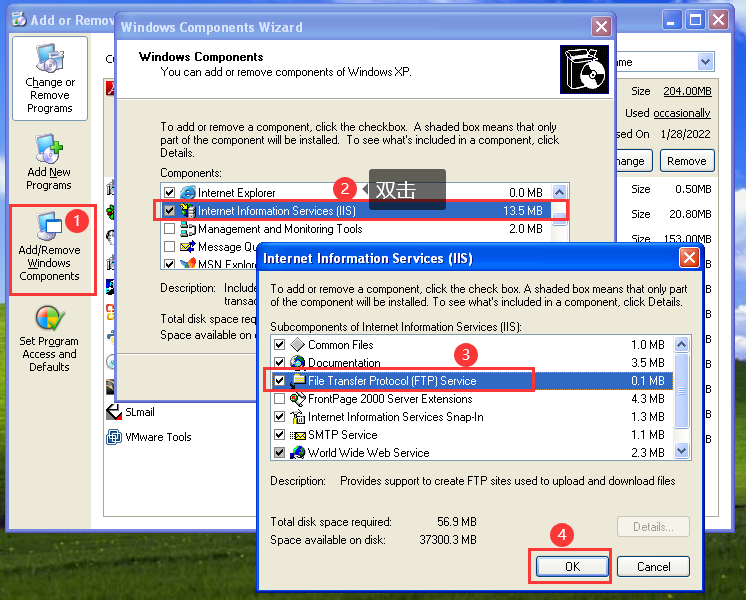 Add or Remov
Change or
Remove
Programs
Add New
Programs
1
Add/Remove
Windows
Components
Set Program
Access and
Defaults
Size 204.00MB
Used occasionally
sed On 1/28/2022
hange
Remove
Size 0.50MB
Size 20.80MB
Size 153.00MB
SLmail
VMware Tools
Windows Components Wizard
Windows Components
You can add or remove components of Windows XP.
To add or remove a component, click the checkbox. A shaded box means that only
part of the component will be installed. To see what's included in a component, click
Details.
Components:
Internet Explorer 0.0 MB
2
双击
Internet Information Services (IIS) 13.5 MB
Management and Monitoring Tools 2.0 MB
Message Qu
MSN Explor
Description: Include
transac
Total disk space requi
Space available on d
Internet Information Services (IIS)
To add or remove a component, click the check box. A shaded box means that only part
of the component will be installed. To see what's included in a component, click Details.
Subcomponents of Internet Information Services (IIS):
Common Files 1.0 MB
Documentation 3.5 MB
3
File Transfer Protocol (FTP) Service 0.1 MB
FrontPage 2000 Server Extensions 4.3 MB
Internet Information Services Snap-In 1.3 MB
SMTP Service 1.1 MB
World Wide Web Service 2.3 MB
Description: Provides support to create FTP sites used to upload and download files
Total disk space required: 56.9 MB
Space available on disk: 37300.3 MB
Details...
4
OK
Cancel